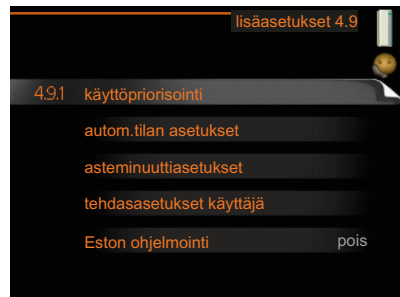 lisäasetukset 4.9
4.9.1 käyttöpriorisointi
autom.tilan asetukset
asteminuuttiasetukset
tehdasasetukset käyttäjä
Eston ohjelmointi pois